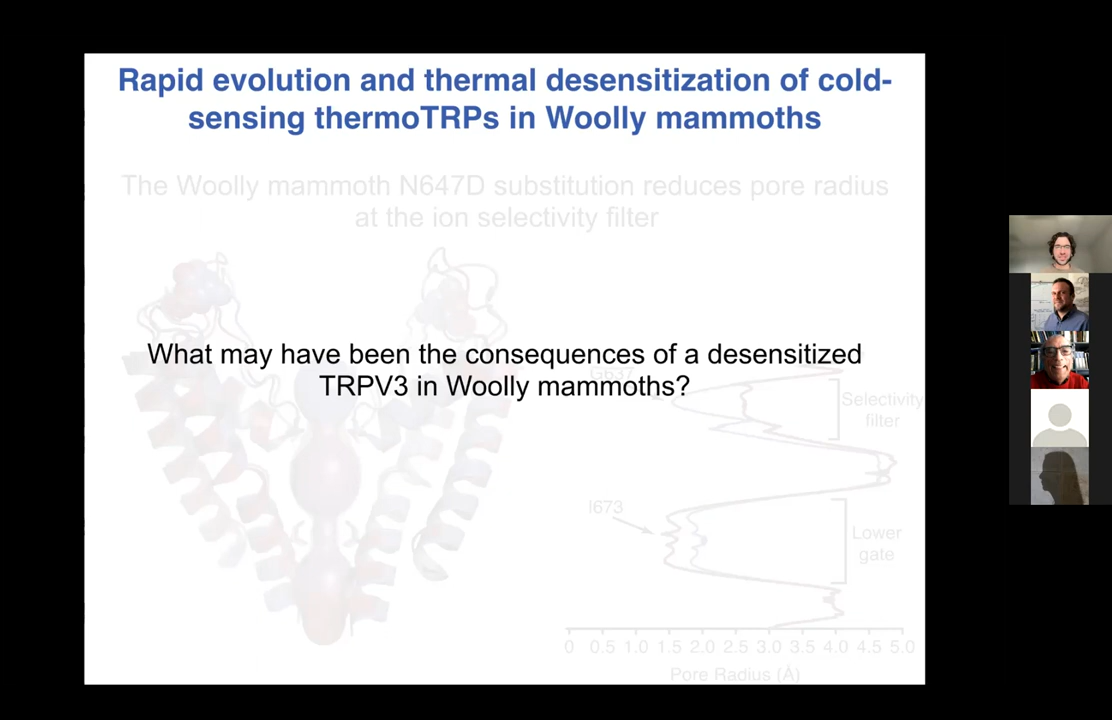 Rapid evolution and thermal desensitization of cold-
sensing thermoTRPs in Woolly mammoths
The Woolly mammoth N647D substitution reduces pore radius
at the ion selectivity filter
What may have been the consequences of a desensitized
TRPV3 in Woolly mammoths?
G637
Selectivity
filter
I673
Lower
gate
0 0.5 1.0 1.5 2.0 2.5 3.0 3.5 4.0 4.5 5.0
Pore Radius (Å)